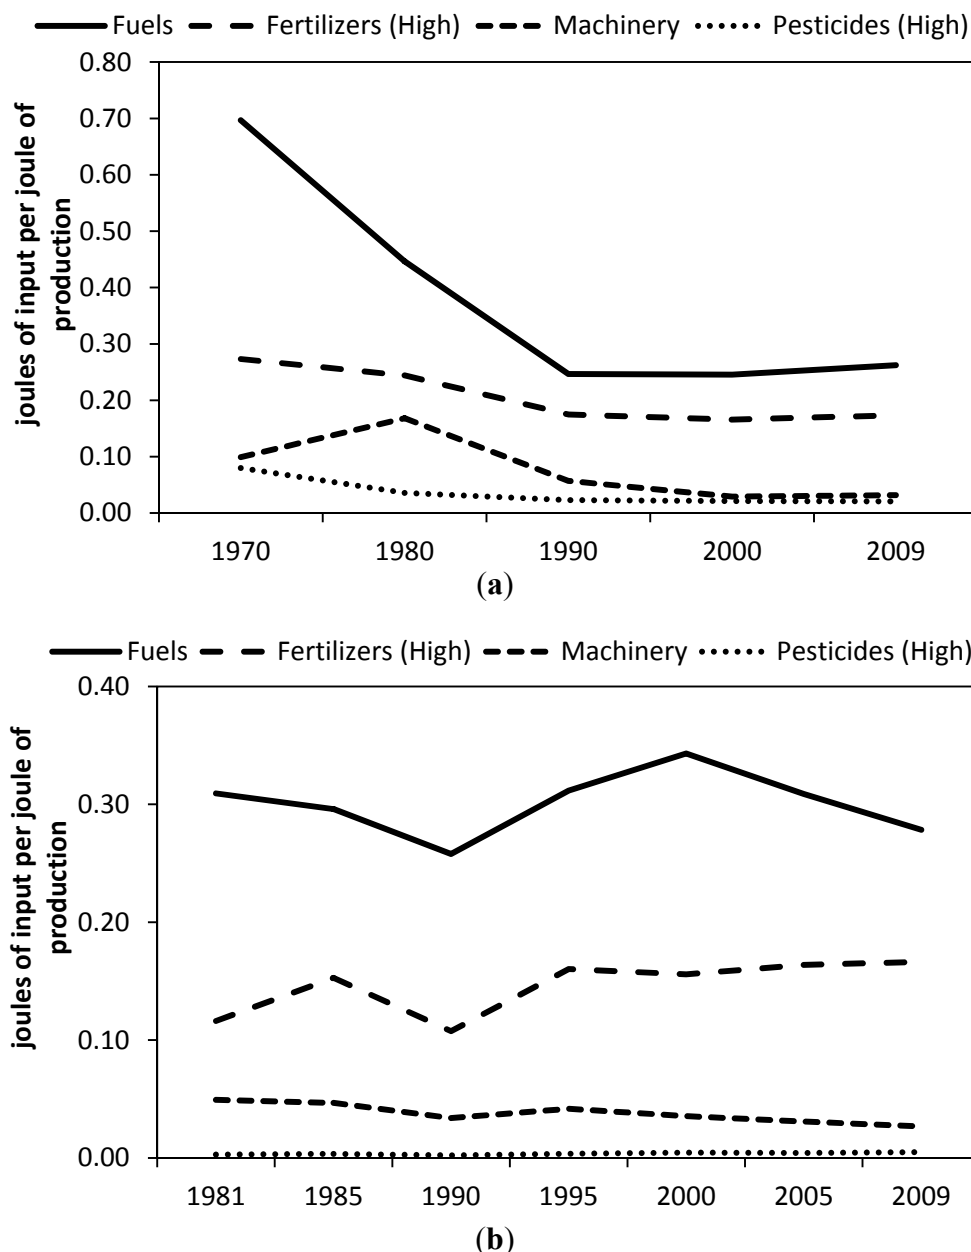 Fuels Fertilizers (High) Machinery Pesticides (High)
0.80
0.70
0.60
0.50
0.40
0.30
0.20
0.10
0.00
joules of input per joule of
production
1970 1980 1990 2000 2009
(a)
Fuels Fertilizers (High) Machinery Pesticides (High)
0.40
0.30
0.20
0.10
0.00
joules of input per joule of
production
1981 1985 1990 1995 2000 2005 2009
(b)